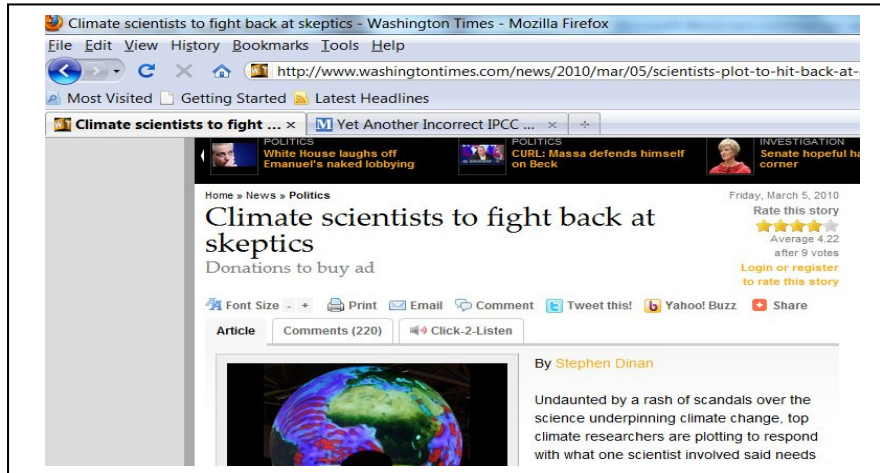 Climate scientists to fight back at skeptics - Washington Times - Mozilla Firefox
File Edit View History Bookmarks Tools Help
http://www.washingtontimes.com/news/2010/mar/05/scientists-plot-to-hit-back-at-
Most Visited Getting Started Latest Headlines
Climate scientists to fight ... × Yet Another Incorrect IPCC ... ×
POLITICS
White House laughs off
Emanuel's naked lobbying
POLITICS
CURL: Massa defends himself
on Beck
INVESTIGATION
Senate hopeful ha
corner
Home » News » Politics
Friday, March 5, 2010
Climate scientists to fight back at
skeptics
Donations to buy ad
Rate this story
Average 4.22
after 9 votes
Login or register
to rate this story
Font Size - + Print Email Comment Tweet this! Yahoo! Buzz Share
Article Comments (220) Click-2-Listen
By Stephen Dinan
Undaunted by a rash of scandals over the
science underpinning climate change, top
climate researchers are plotting to respond
with what one scientist involved said needs